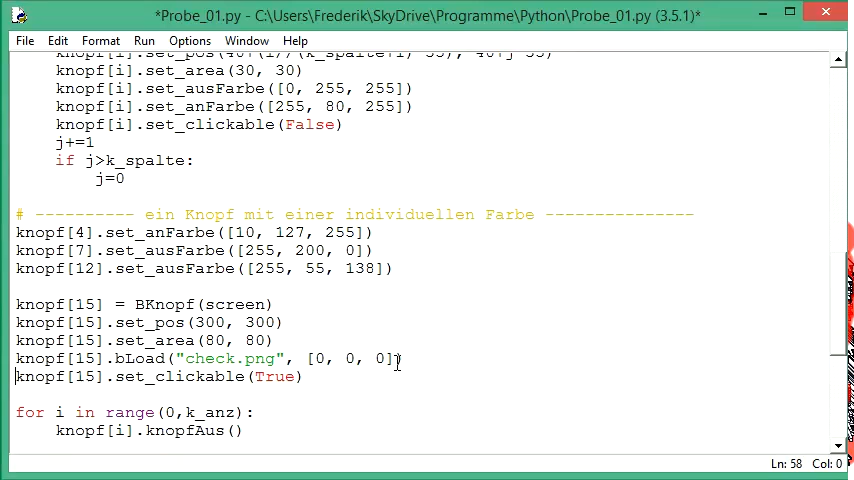 *Probe_01.py - C:\Users\Frederik\SkyDrive\Programme\Python\Probe_01.py (3.5.1)*
File Edit Format Run Options Window Help
knopf[i].set_pos(40+(i//(k_spalte+1)*35), 40+j*35)
knopf[i].set_area(30, 30)
knopf[i].set_ausFarbe([0, 255, 255])
knopf[i].set_anFarbe([255, 80, 255])
knopf[i].set_clickable(False)
j+=1
if j>k_spalte:
j=0
# ---------- ein Knopf mit einer individuellen Farbe ---------------
knopf[4].set_anFarbe([10, 127, 255])
knopf[7].set_ausFarbe([255, 200, 0])
knopf[12].set_ausFarbe([255, 55, 138])
knopf[15] = BKnopf(screen)
knopf[15].set_pos(300, 300)
knopf[15].set_area(80, 80)
knopf[15].bLoad("check.png", [0, 0, 0])
knopf[15].set_clickable(True)
for i in range(0,k_anz):
knopf[i].knopfAus()
Ln: 58 Col: 0